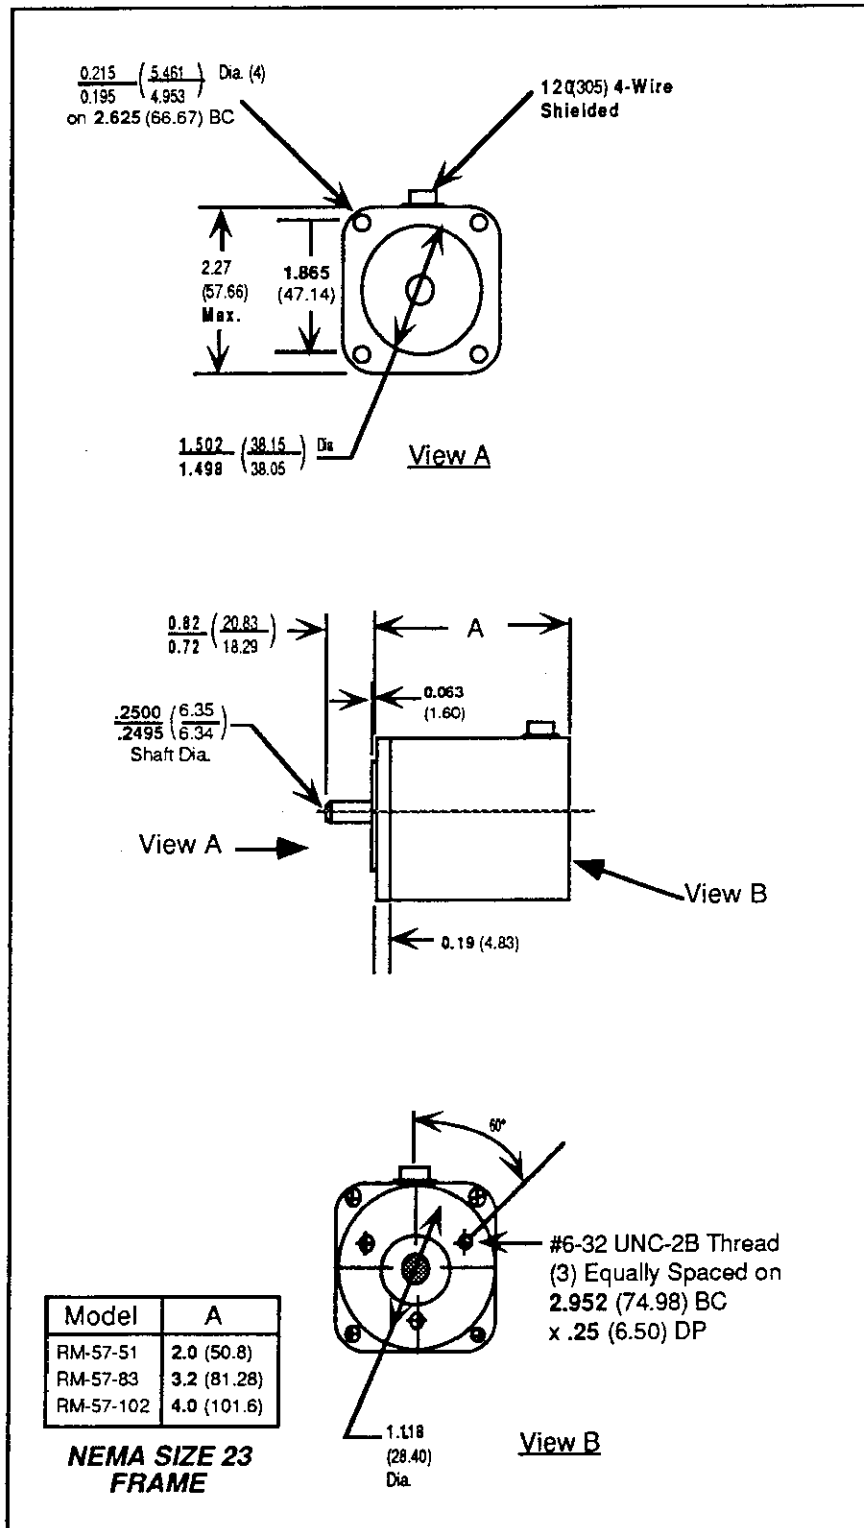 0.215 (5.461) Dia. (4)
0.195 (4.953)
on 2.625 (66.67) BC
120(305) 4-Wire
Shielded
2.27
(57.66)
Max.
1.865
(47.14)
1.502 (38.15) Dia
1.498 (38.05)
View A
0.82 (20.83)
0.72 (18.29)
A
0.063
(1.60)
.2500 (6.35)
.2495 (6.34)
Shaft Dia.
View A
View B
0.19 (4.83)
60°
#6-32 UNC-2B Thread
(3) Equally Spaced on
2.952 (74.98) BC
x .25 (6.50) DP
Model A
RM-57-51 2.0 (50.8)
RM-57-83 3.2 (81.28)
RM-57-102 4.0 (101.6)
NEMA SIZE 23
FRAME
1.118
(28.40)
Dia.
View B